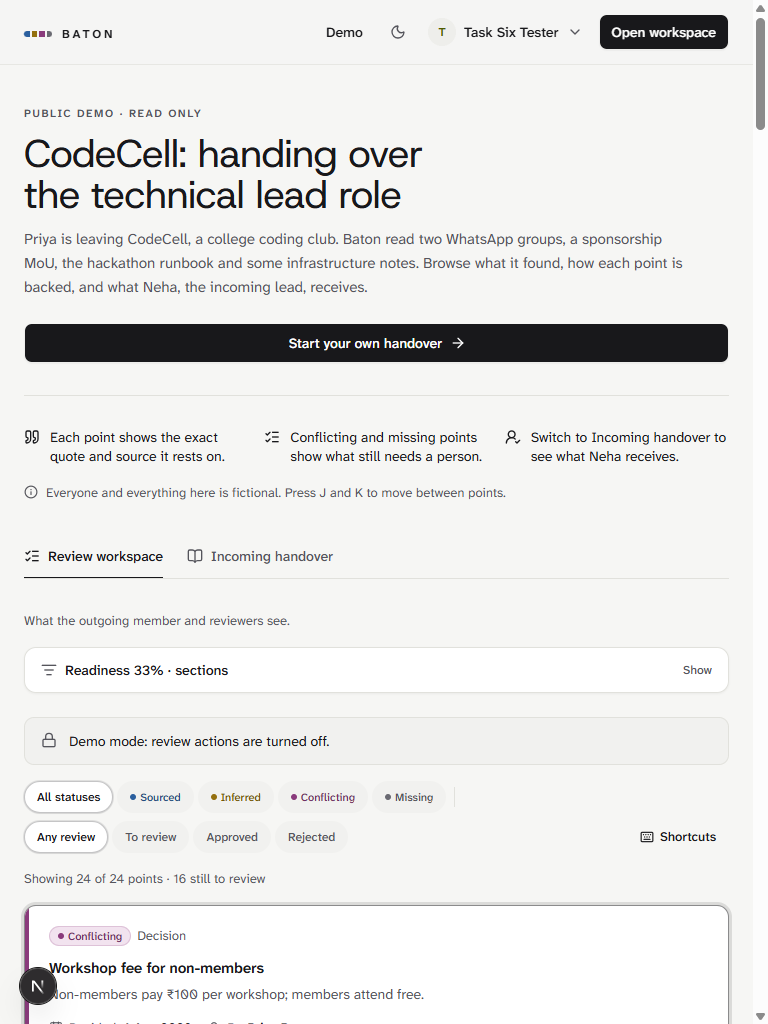 BATON
Demo
T
Task Six Tester
Open workspace
PUBLIC DEMO · READ ONLY
CodeCell: handing over
the technical lead role
Priya is leaving CodeCell, a college coding club. Baton read two WhatsApp groups, a sponsorship
MoU, the hackathon runbook and some infrastructure notes. Browse what it found, how each point is
backed, and what Neha, the incoming lead, receives.
Start your own handover
Each point shows the exact
quote and source it rests on.
Conflicting and missing points
show what still needs a person.
Switch to Incoming handover to
see what Neha receives.
Everyone and everything here is fictional. Press J and K to move between points.
Review workspace
Incoming handover
What the outgoing member and reviewers see.
Readiness 33% · sections
Show
Demo mode: review actions are turned off.
All statuses
Sourced
Inferred
Conflicting
Missing
Any review
To review
Approved
Rejected
Shortcuts
Showing 24 of 24 points · 16 still to review
Conflicting
Decision
Workshop fee for non-members
Non-members pay ₹100 per workshop; members attend free.
N